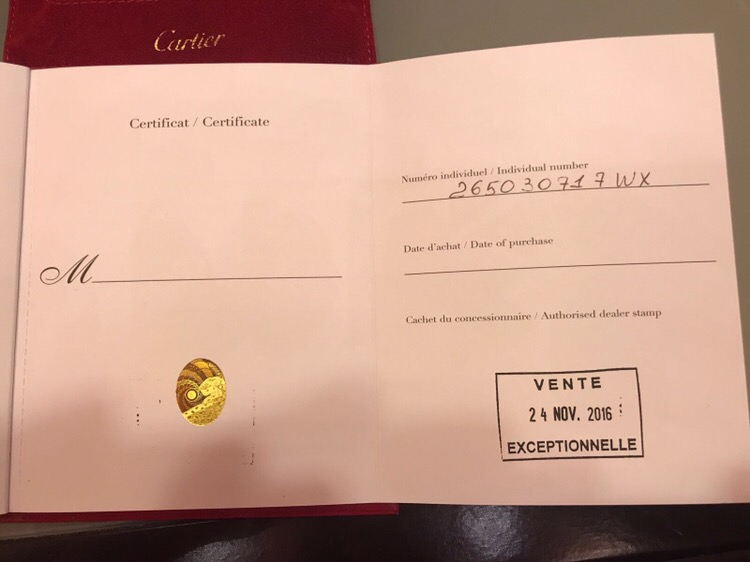 Cartier
Certificat / Certificate
M
Numéro individuel / Individual number
265030717WX
Date d'achat / Date of purchase
Cachet du concessionnaire / Authorised dealer stamp
VENTE
24 NOV. 2016
EXCEPTIONNELLE